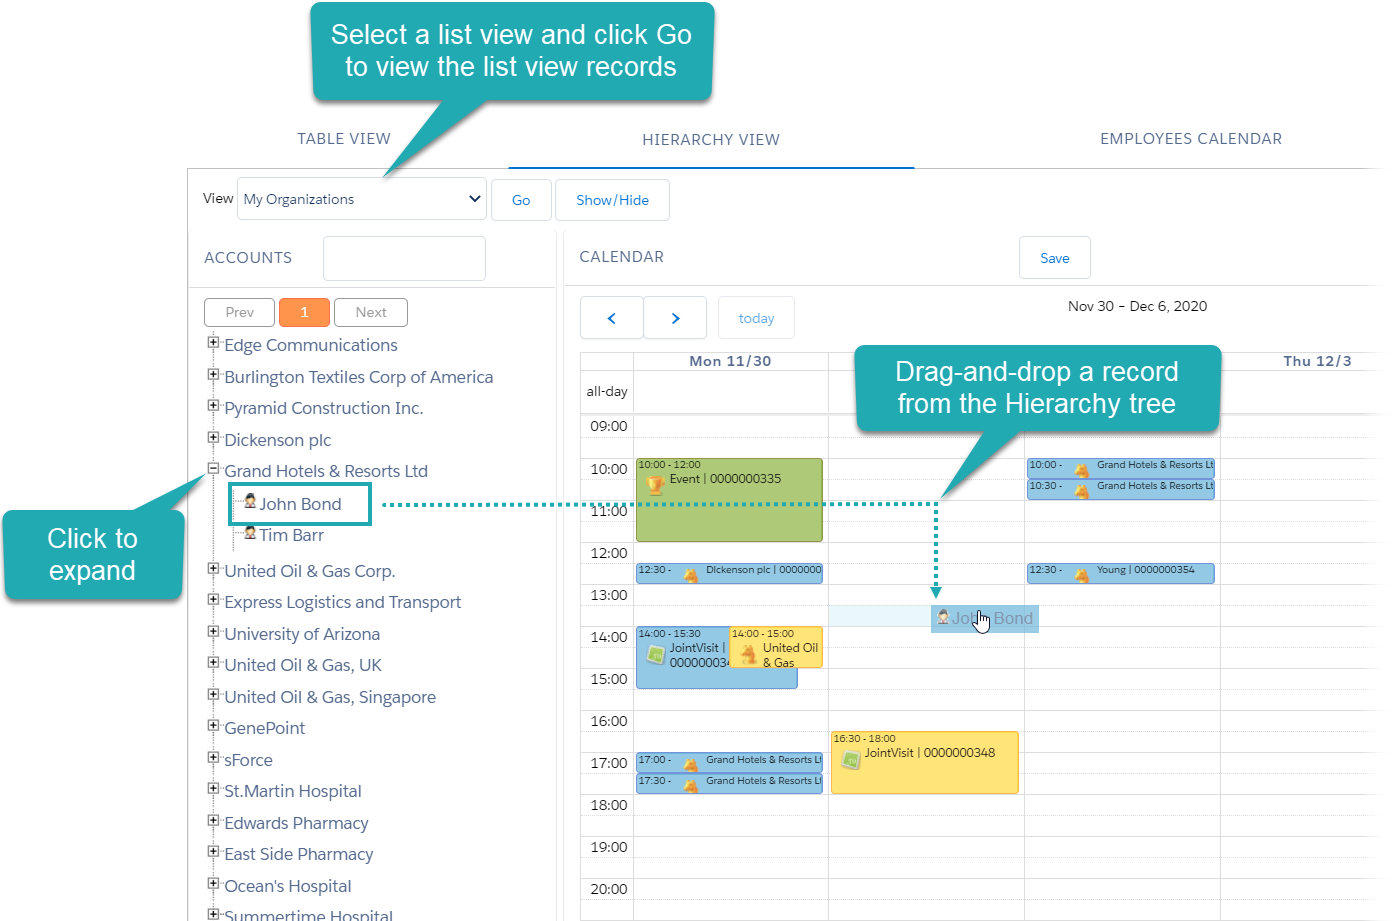 Select a list view and click Go
to view the list view records
TABLE VIEW
HIERARCHY VIEW
EMPLOYEES CALENDAR
View
My Organizations
Go
Show/Hide
ACCOUNTS
CALENDAR
Save
Prev
1
Next
Nov 30 – Dec 6, 2020
today
Edge Communications
Burlington Textiles Corp of America
Pyramid Construction Inc.
Dickenson plc
Grand Hotels & Resorts Ltd
John Bond
Tim Barr
United Oil & Gas Corp.
Express Logistics and Transport
University of Arizona
United Oil & Gas, UK
United Oil & Gas, Singapore
GenePoint
sForce
St.Martin Hospital
Edwards Pharmacy
East Side Pharmacy
Ocean's Hospital
Summertime Hospital
Click to
expand
Mon 11/30
Thu 12/3
Drag-and-drop a record
from the Hierarchy tree
all-day
09:00
10:00
11:00
12:00
13:00
14:00
15:00
16:00
17:00
18:00
19:00
20:00
10:00 - 12:00
Event | 0000000335
12:30 -
Dickenson plc | 0000000
14:00 - 15:30
JointVisit |
00000003
14:00 - 15:00
United Oil
& Gas
17:00 -
Grand Hotels & Resorts Lt
17:30 -
Grand Hotels & Resorts Lt
John Bond
16:30 - 18:00
JointVisit | 0000000348
10:00 -
Grand Hotels & Resorts Lt
10:30 -
Grand Hotels & Resorts Lt
12:30 -
Young | 0000000354